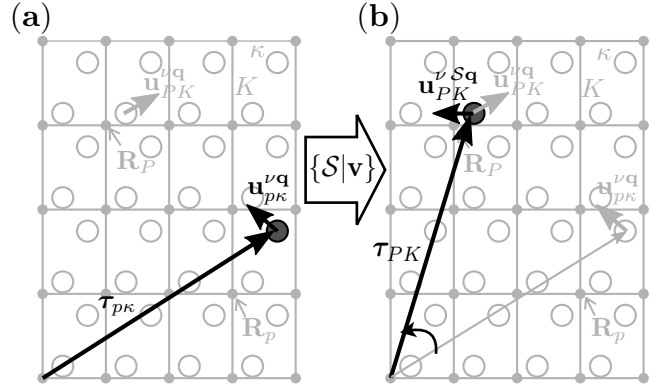 (a)
κ
u_{PK}^{νq}
K
R_P
u_{pκ}^{νq}
τ_{pκ}
R_p
{S|v}
(b)
κ
u_{PK}^{ν Sq}
u_{PK}^{νq}
K
R_P
u_{pκ}^{νq}
τ_{PK}
R_p